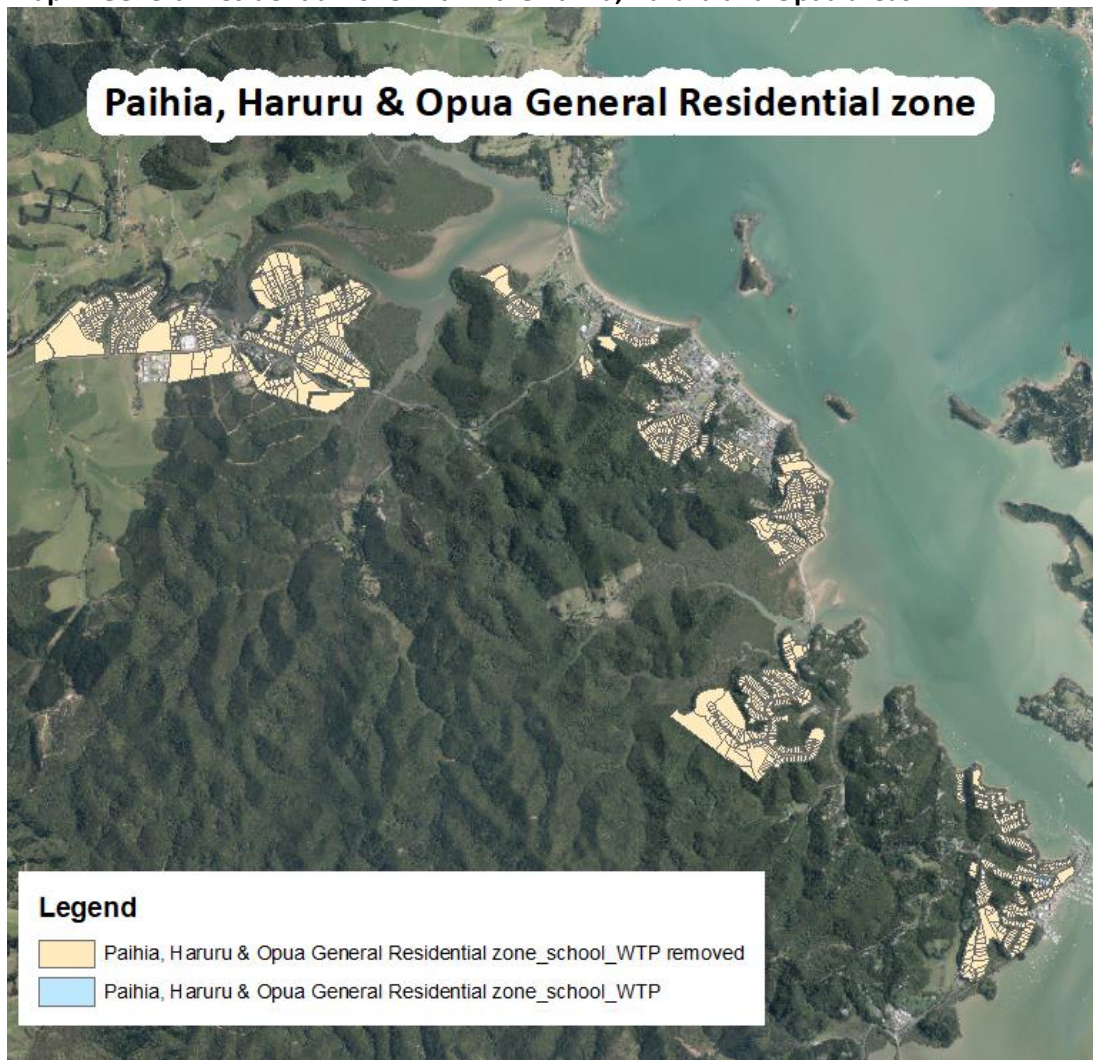 Paihia, Haruru & Opua General Residential zone
Legend
Paihia, Haruru & Opua General Residential zone_school_WTP removed
Paihia, Haruru & Opua General Residential zone_school_WTP